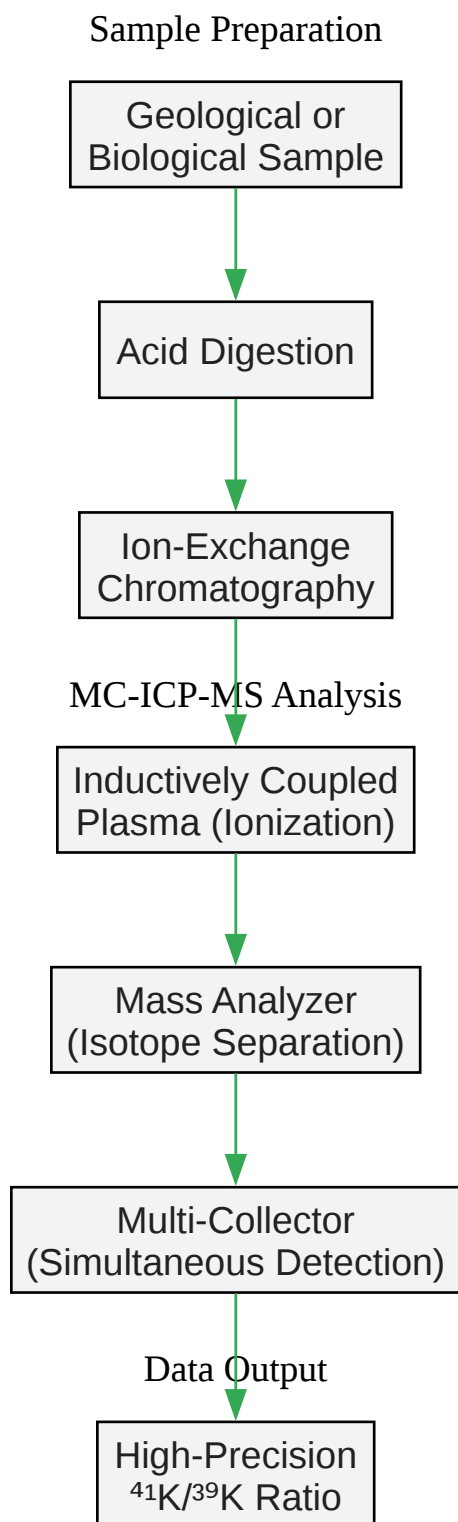 Sample Preparation
Geological or
Biological Sample
Acid Digestion
Ion-Exchange
Chromatography
MC-ICP-MS Analysis
Inductively Coupled
Plasma (Ionization)
Mass Analyzer
(Isotope Separation)
Multi-Collector
(Simultaneous Detection)
Data Output
High-Precision
⁴¹K/³⁹K Ratio